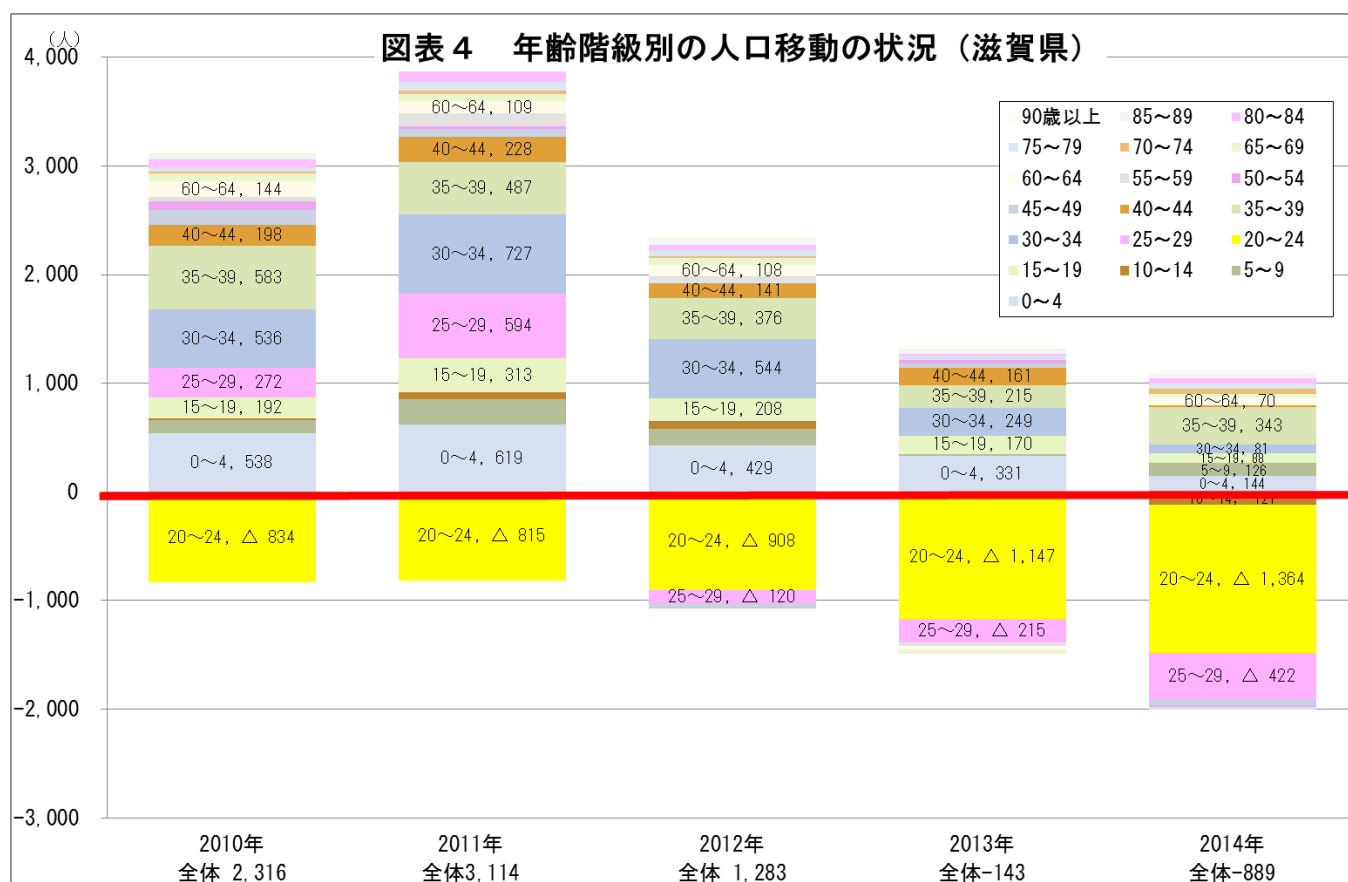 (人)
図表４　年齢階級別の人口移動の状況（滋賀県）
4,000
3,000
2,000
1,000
0
-1,000
-2,000
-3,000
90歳以上 85～89 80～84
75～79 70～74 65～69
60～64 55～59 50～54
45～49 40～44 35～39
30～34 25～29 20～24
15～19 10～14 5～9
0～4
60～64, 144
40～44, 198
35～39, 583
30～34, 536
25～29, 272
15～19, 192
0～4, 538
20～24, △ 834
60～64, 109
40～44, 228
35～39, 487
30～34, 727
25～29, 594
15～19, 313
0～4, 619
20～24, △ 815
60～64, 108
40～44, 141
35～39, 376
30～34, 544
15～19, 208
0～4, 429
20～24, △ 908
25～29, △ 120
40～44, 161
35～39, 215
30～34, 249
15～19, 170
0～4, 331
20～24, △ 1,147
25～29, △ 215
60～64, 70
35～39, 343
30～34, 81
15～19, 88
5～9, 126
0～4, 144
20～24, △ 1,364
25～29, △ 422
2010年
全体 2,316
2011年
全体3,114
2012年
全体 1,283
2013年
全体-143
2014年
全体-889